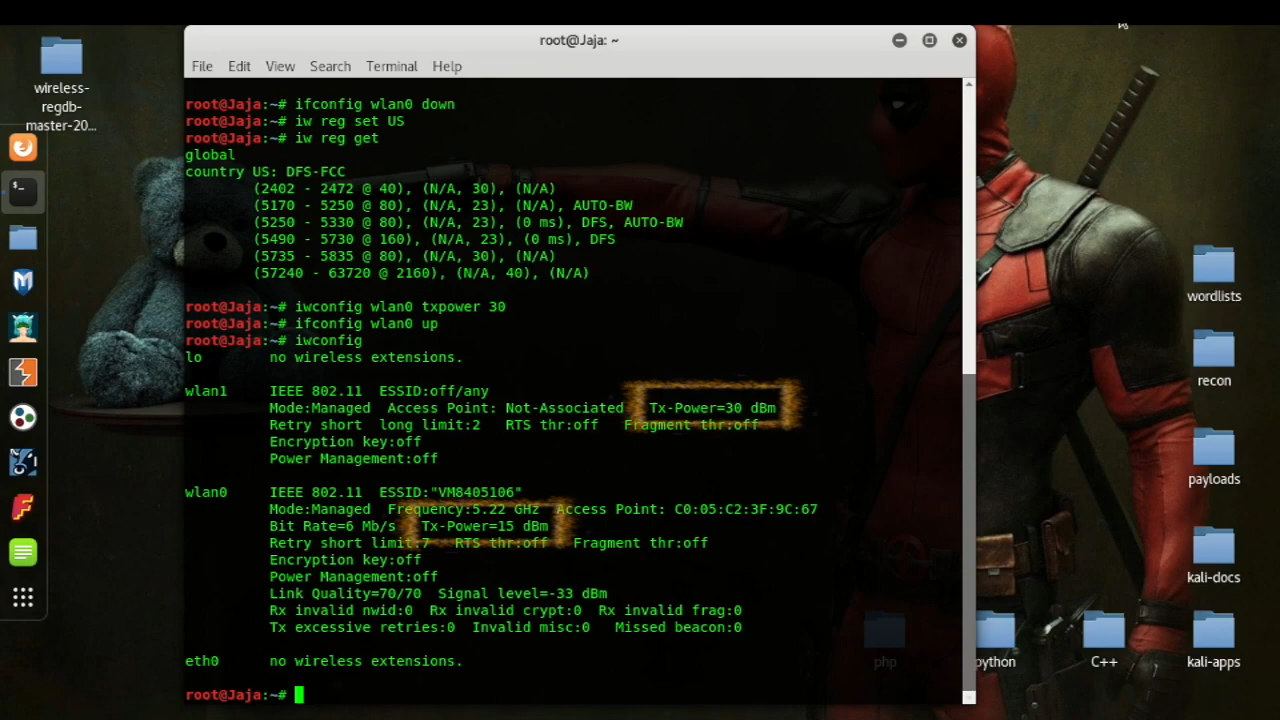 root@Jaja: ~
File Edit View Search Terminal Help
wireless-
regdb-
master-20...
root@Jaja:~# ifconfig wlan0 down
root@Jaja:~# iw reg set US
root@Jaja:~# iw reg get
global
country US: DFS-FCC
(2402 - 2472 @ 40), (N/A, 30), (N/A)
(5170 - 5250 @ 80), (N/A, 23), (N/A), AUTO-BW
(5250 - 5330 @ 80), (N/A, 23), (0 ms), DFS, AUTO-BW
(5490 - 5730 @ 160), (N/A, 23), (0 ms), DFS
(5735 - 5835 @ 80), (N/A, 30), (N/A)
(57240 - 63720 @ 2160), (N/A, 40), (N/A)
root@Jaja:~# iwconfig wlan0 txpower 30
root@Jaja:~# ifconfig wlan0 up
root@Jaja:~# iwconfig
lo no wireless extensions.
wlan1 IEEE 802.11 ESSID:off/any
Mode:Managed Access Point: Not-Associated Tx-Power=30 dBm
Retry short long limit:2 RTS thr:off Fragment thr:off
Encryption key:off
Power Management:off
wlan0 IEEE 802.11 ESSID:"VM8405106"
Mode:Managed Frequency:5.22 GHz Access Point: C0:05:C2:3F:9C:67
Bit Rate=6 Mb/s Tx-Power=15 dBm
Retry short limit:7 RTS thr:off Fragment thr:off
Encryption key:off
Power Management:off
Link Quality=70/70 Signal level=-33 dBm
Rx invalid nwid:0 Rx invalid crypt:0 Rx invalid frag:0
Tx excessive retries:0 Invalid misc:0 Missed beacon:0
eth0 no wireless extensions.
root@Jaja:~#
wordlists
recon
payloads
kali-docs
php
python
C++
kali-apps